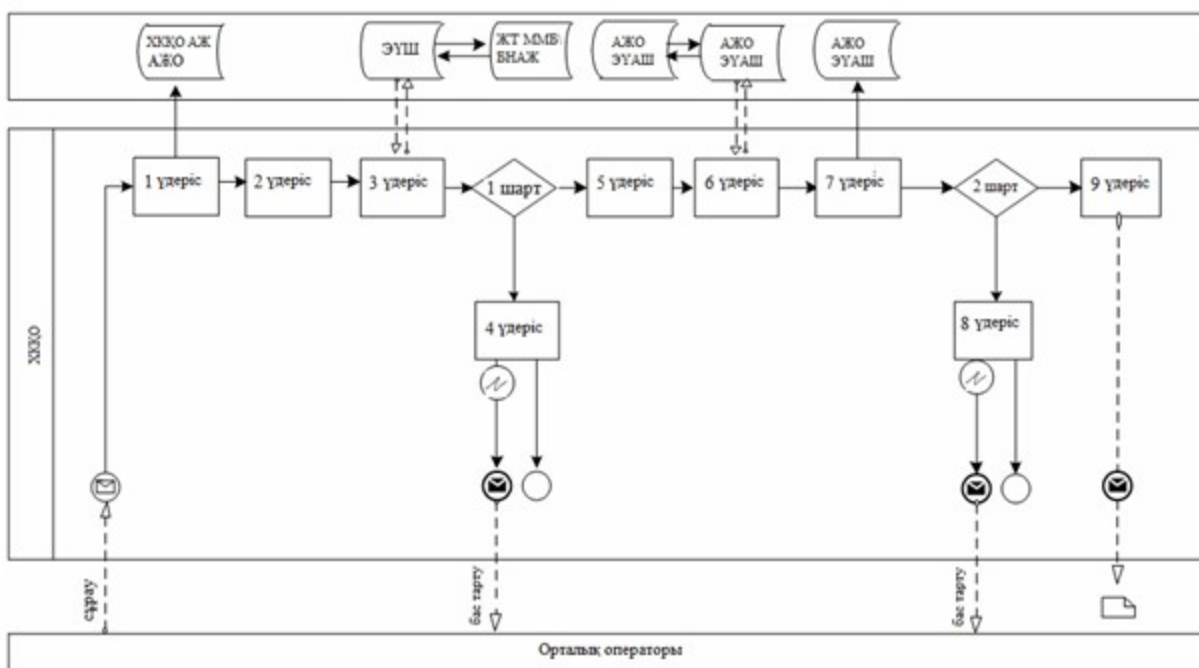 ХКҚО АЖ
АЖО
ЭҮШ
ЖТ ММБ
БНАЖ
АЖО
ЭҮАШ
АЖО
ЭҮАШ
АЖО
ЭҮАШ
1 үдеріс
2 үдеріс
3 үдеріс
1 шарт
5 үдеріс
6 үдеріс
7 үдеріс
2 шарт
9 үдеріс
4 үдеріс
8 үдеріс
ХКҚО
сұрау
бас тарту
бас тарту
Орталық операторы